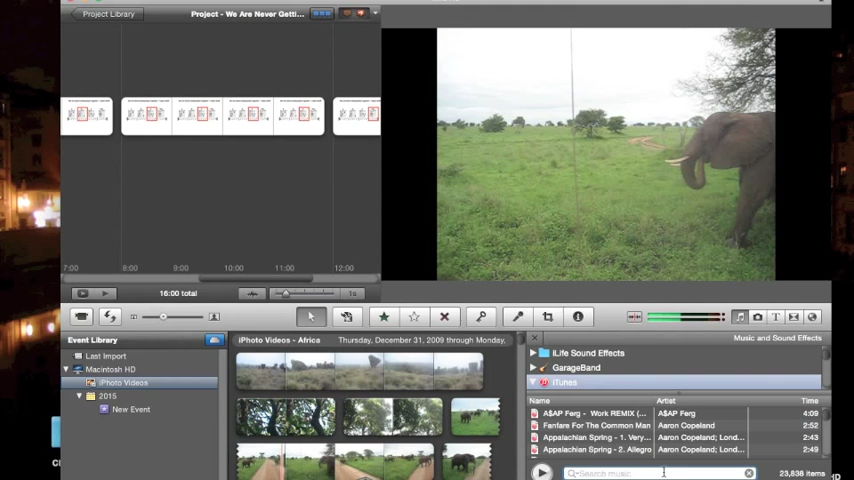 Project Library
Project - We Are Never Getti...
7:00 8:00 9:00 10:00 11:00 12:00
16:00 total
1s
Event Library
iPhoto Videos - Africa
Thursday, December 31, 2009 through Monday,
Music and Sound Effects
Last Import
Macintosh HD
iPhoto Videos
2015
New Event
iLife Sound Effects
GarageBand
iTunes
Name Artist Time
A$AP Ferg - Work REMIX (... A$AP Ferg 4:09
Fanfare For The Common Man Aaron Copeland 2:52
Appalachian Spring - 1. Very... Aaron Copeland; Lond... 2:43
Appalachian Spring - 2. Allegro Aaron Copeland; Lond... 2:49
Search music
23,838 items